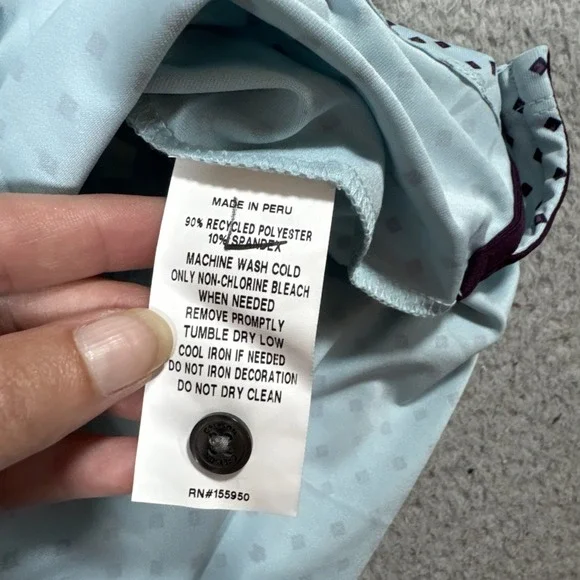 MADE IN PERU
90% RECYCLED POLYESTER
10% SPANDEX
MACHINE WASH COLD
ONLY NON-CHLORINE BLEACH
WHEN NEEDED
REMOVE PROMPTLY
TUMBLE DRY LOW
COOL IRON IF NEEDED
DO NOT IRON DECORATION
DO NOT DRY CLEAN
RN#155950